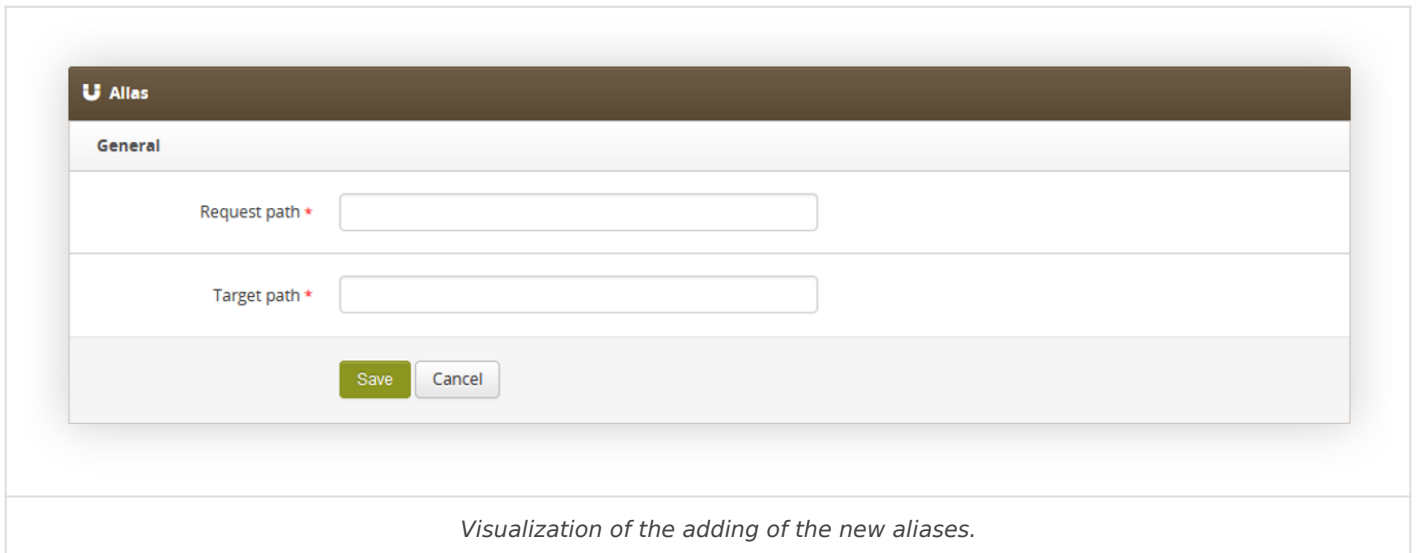 Alias
General
Request path *
Target path *
Save Cancel
Visualization of the adding of the new aliases.